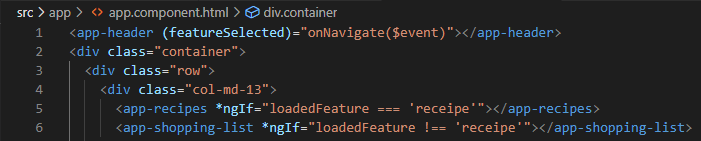 src > app > <> app.component.html > div.container
1 <app-header (featureSelected)="onNavigate($event)"></app-header>
2 <div class="container">
3 <div class="row">
4 <div class="col-md-13">
5 <app-recipes *ngIf="loadedFeature === 'receipe'"></app-recipes>
6 <app-shopping-list *ngIf="loadedFeature !== 'receipe'"></app-shopping-list>